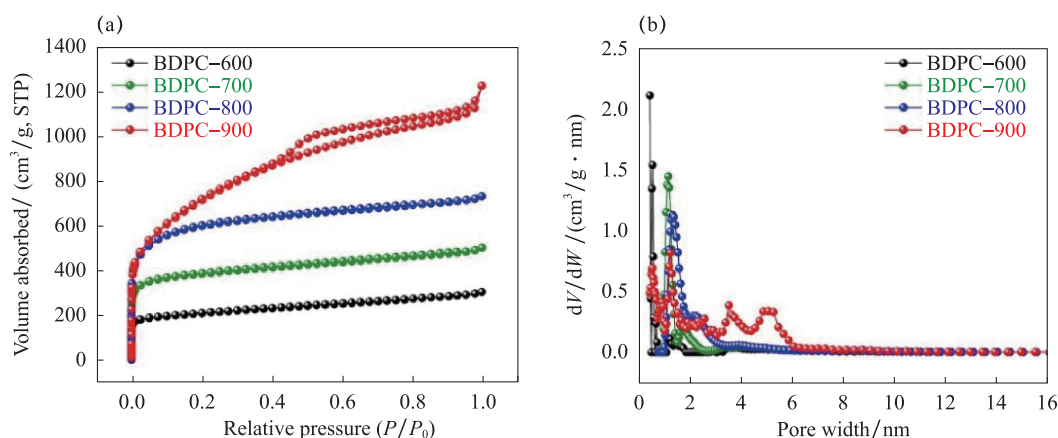 (a)
1400
1200
1000
800
600
400
200
0
Volume absorbed/(cm³/g, STP)
BDPC−600
BDPC−700
BDPC−800
BDPC−900
0.0 0.2 0.4 0.6 0.8 1.0
Relative pressure (P/P₀)
(b)
2.5
2.0
1.5
1.0
0.5
0.0
dV/dW/(cm³/g·nm)
BDPC−600
BDPC−700
BDPC−800
BDPC−900
0 2 4 6 8 10 12 14 16
Pore width/nm